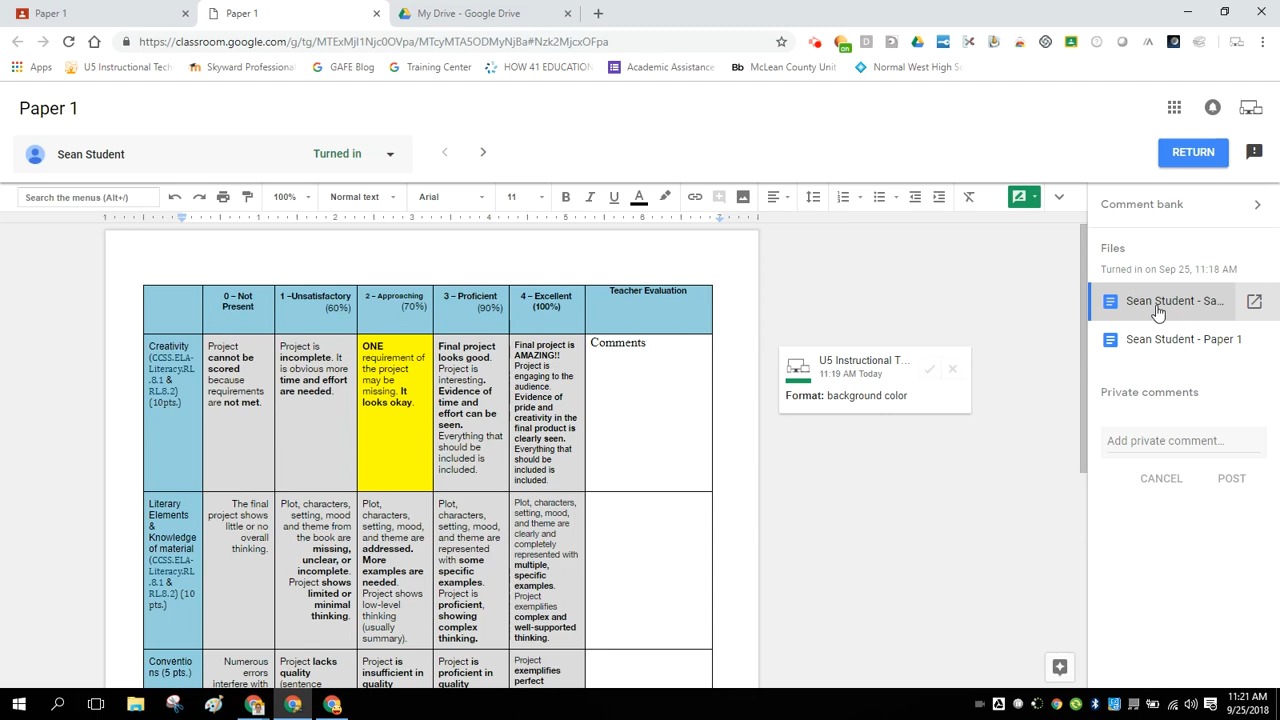 Paper 1
Paper 1
My Drive - Google Drive
https://classroom.google.com/g/tg/MTExMjI1Nic0OVpa/MTcyMTA5ODMyNjBa#Nzk2MjcxOFpa
Apps
U5 Instructional Tech
Skyward Professional
GAFE Blog
Training Center
HOW 41 EDUCATION
Academic Assistance
Bb McLean County Unit
Normal West High Sc
Paper 1
Sean Student
Turned in
RETURN
Search the menus (Alt+/)
100%
Normal text
Arial
11
Comment bank
Files
Turned in on Sep 25, 11:18 AM
Sean Student - Sa...
Sean Student - Paper 1
Private comments
Add private comment...
CANCEL
POST
0 – Not
Present
1 –Unsatisfactory
(60%)
2 – Approaching
(70%)
3 – Proficient
(90%)
4 – Excellent
(100%)
Teacher Evaluation
Creativity
(CCSS.ELA-
Literacy.RL
.8.1 &
RL.8.2)
(10pts.)
Project
cannot be
scored
because
requirements
are not met.
Project is
incomplete. It
is obvious more
time and effort
are needed.
ONE
requirement of
the project
may be
missing. It
looks okay.
Final project
looks good.
Project is
interesting.
Evidence of
time and
effort can be
seen.
Everything that
should be
included is
included.
Final project is
AMAZING!!
Project is
engaging to the
audience.
Evidence of
pride and
creativity in the
final product is
clearly seen.
Everything that
should be
included is
included.
Comments
U5 Instructional T...
11:19 AM Today
Format: background color
Literary
Elements
&
Knowledge
of material
(CCSS.ELA-
Literacy.RL
.8.1 &
RL.8.2) (10
pts.)
The final
project shows
little or no
overall
thinking.
Plot, characters,
setting, mood
and theme from
the book are
missing,
unclear, or
incomplete.
Project shows
limited or
minimal
thinking.
Plot,
characters,
setting, mood,
and theme are
addressed.
More
examples are
needed.
Project shows
low-level
thinking
(usually
summary).
Plot,
characters,
setting, mood,
and theme are
represented
with some
specific
examples.
Project is
proficient,
showing
complex
thinking.
Plot, characters,
setting, mood,
and theme are
clearly and
completely
represented with
multiple,
specific
examples.
Project
exemplifies
complex and
well-supported
thinking.
Conventio
ns (5 pts.)
Numerous
errors
interfere with
Project lacks
quality
(sentence
Project is
insufficient in
quality
Project is
proficient in
quality
Project
exemplifies
perfect
11:21 AM
9/25/2018